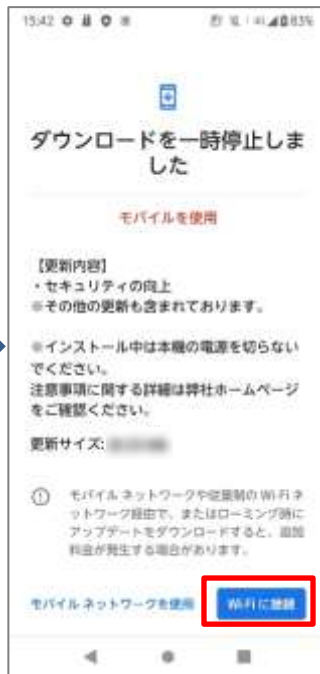 15:42
83%
ダウンロードを一時停止しま
した
モバイルを使用
【更新内容】
・セキュリティの向上
※その他の更新も含まれております。
※インストール中は本機の電源を切らない
でください。
注意事項に関する詳細は弊社ホームページ
をご確認ください。
更新サイズ:
モバイル ネットワークや従量制の Wi-Fi ネ
ットワーク経由で、またはローミング時に
アップデートをダウンロードすると、追加
料金が発生する場合があります。
モバイル ネットワークを使用
Wi-Fi に接続